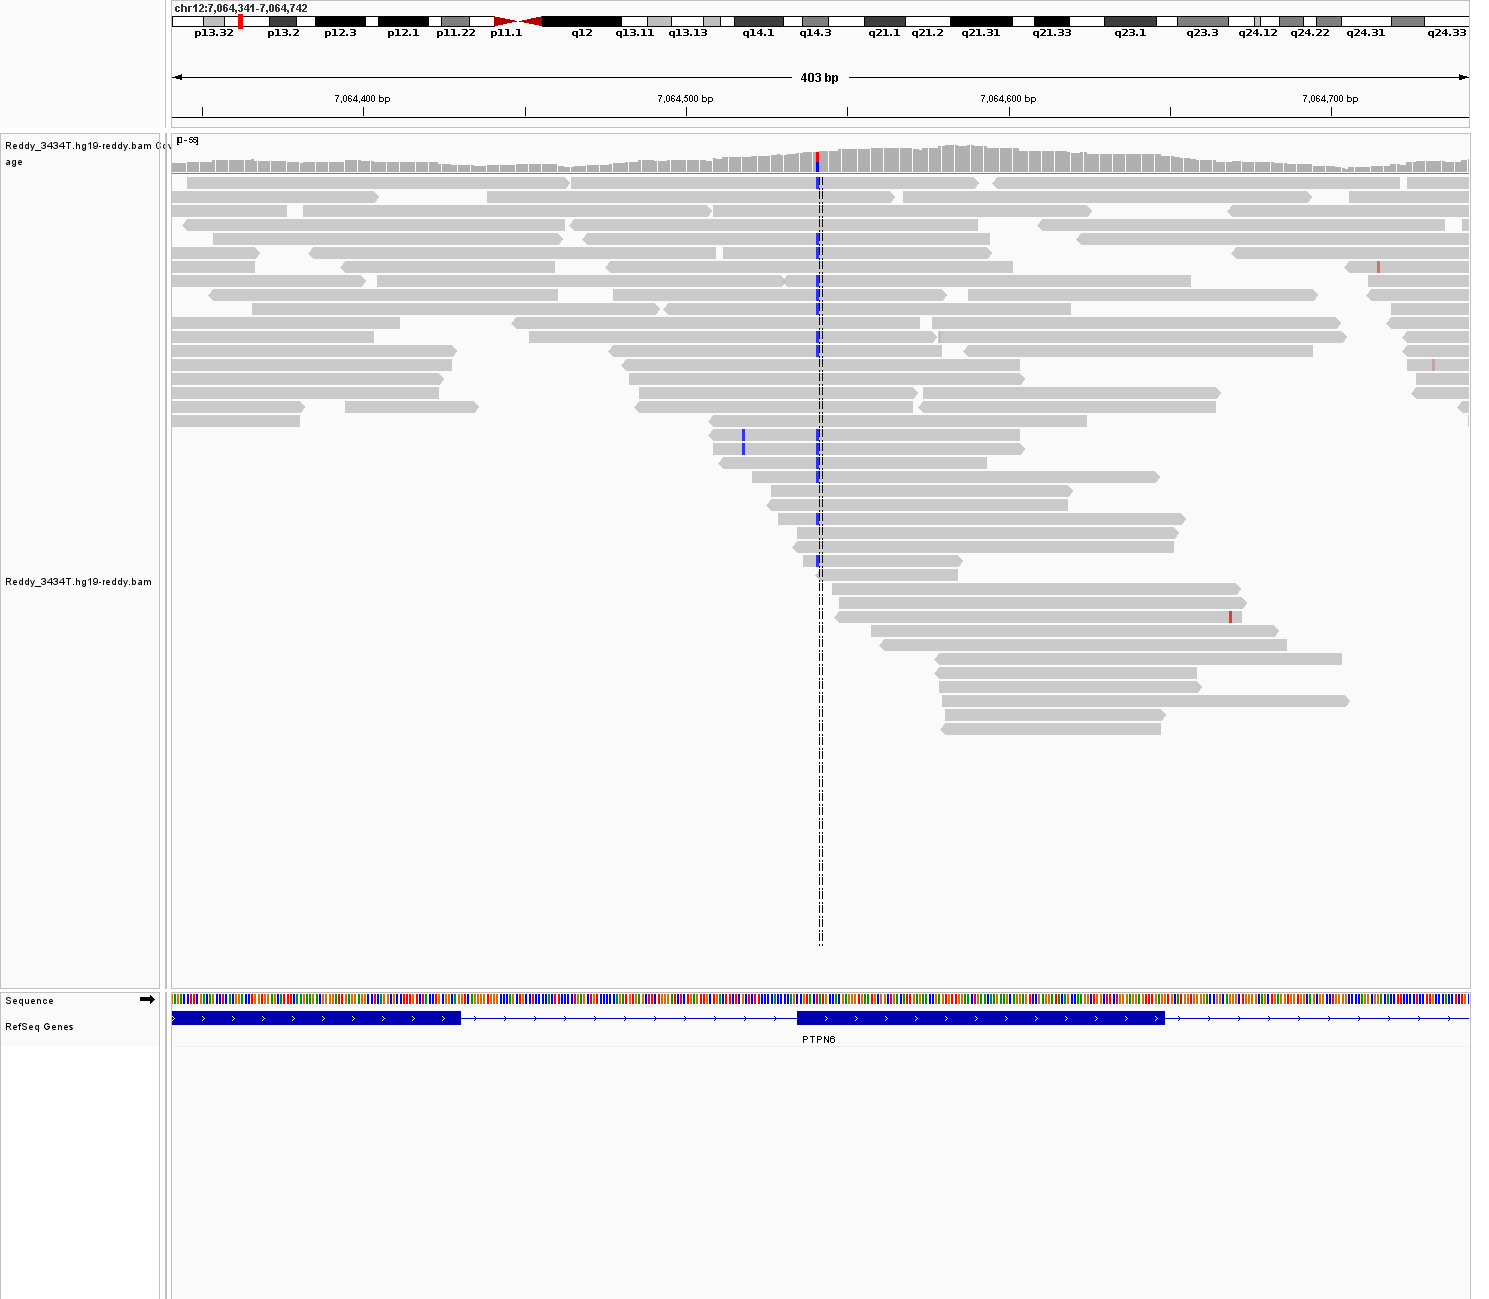 chr12:7,064,341-7,064,742
p13.32 p13.2 p12.3 p12.1 p11.22 p11.1 q12 q13.11 q13.13 q14.1 q14.3 q21.1 q21.2 q21.31 q21.33 q23.1 q23.3 q24.12 q24.22 q24.31 q24.33
403 bp
7,064,400 bp 7,064,500 bp 7,064,600 bp 7,064,700 bp
Reddy_3434T.hg19-reddy.bam Cov
age
Reddy_3434T.hg19-reddy.bam
Sequence
RefSeq Genes
PTPN6